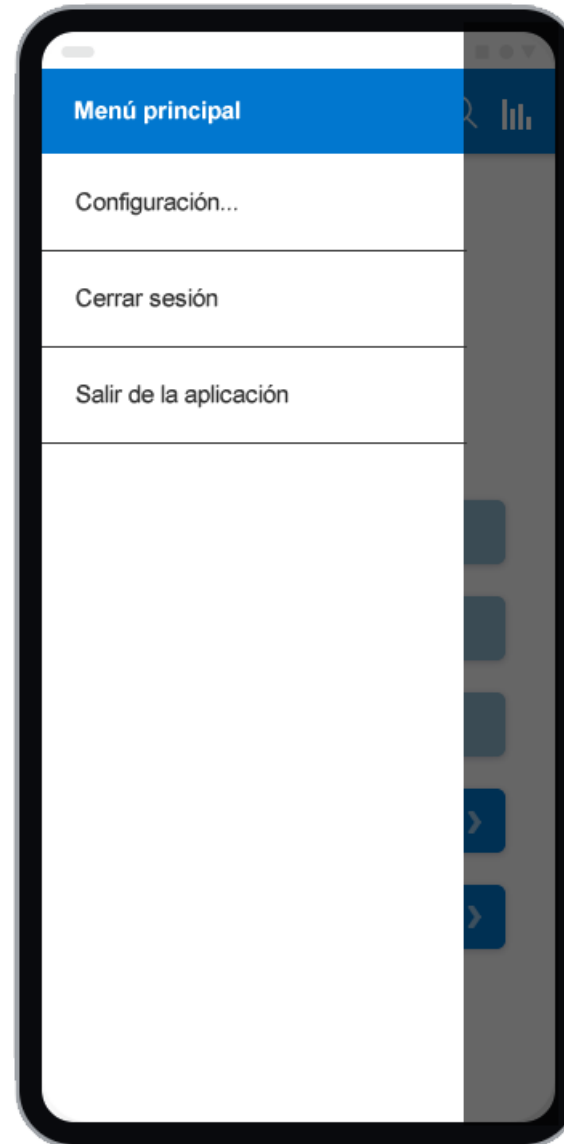 Menú principal
Configuración...
Cerrar sesión
Salir de la aplicación